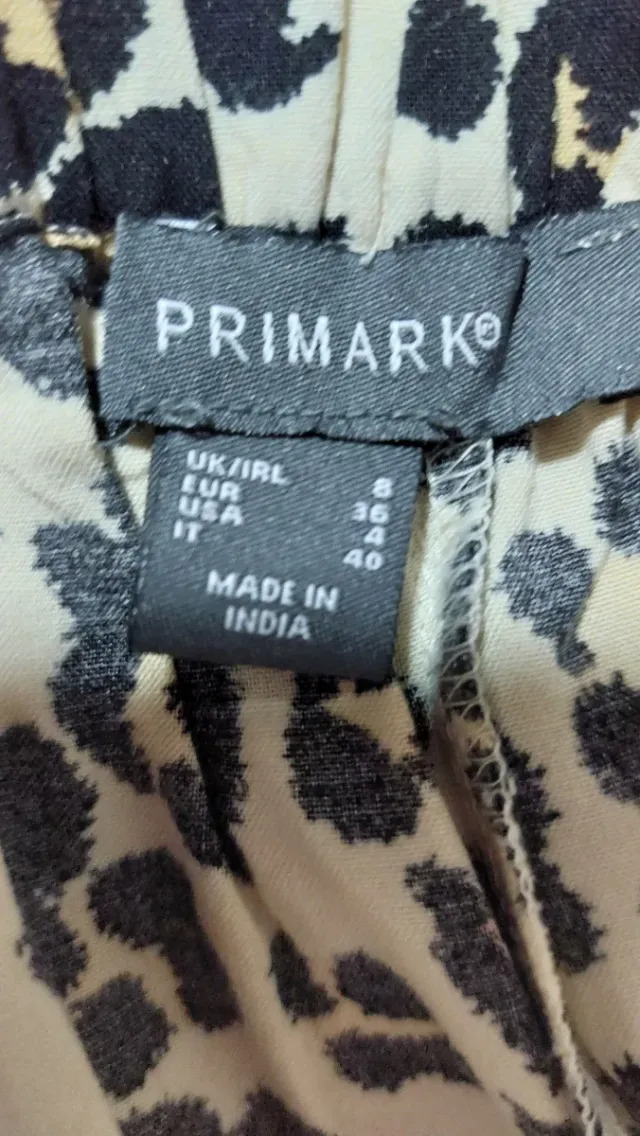 PRIMARK®
UK/IRL 8
EUR 36
USA 4
IT 40
MADE IN
INDIA